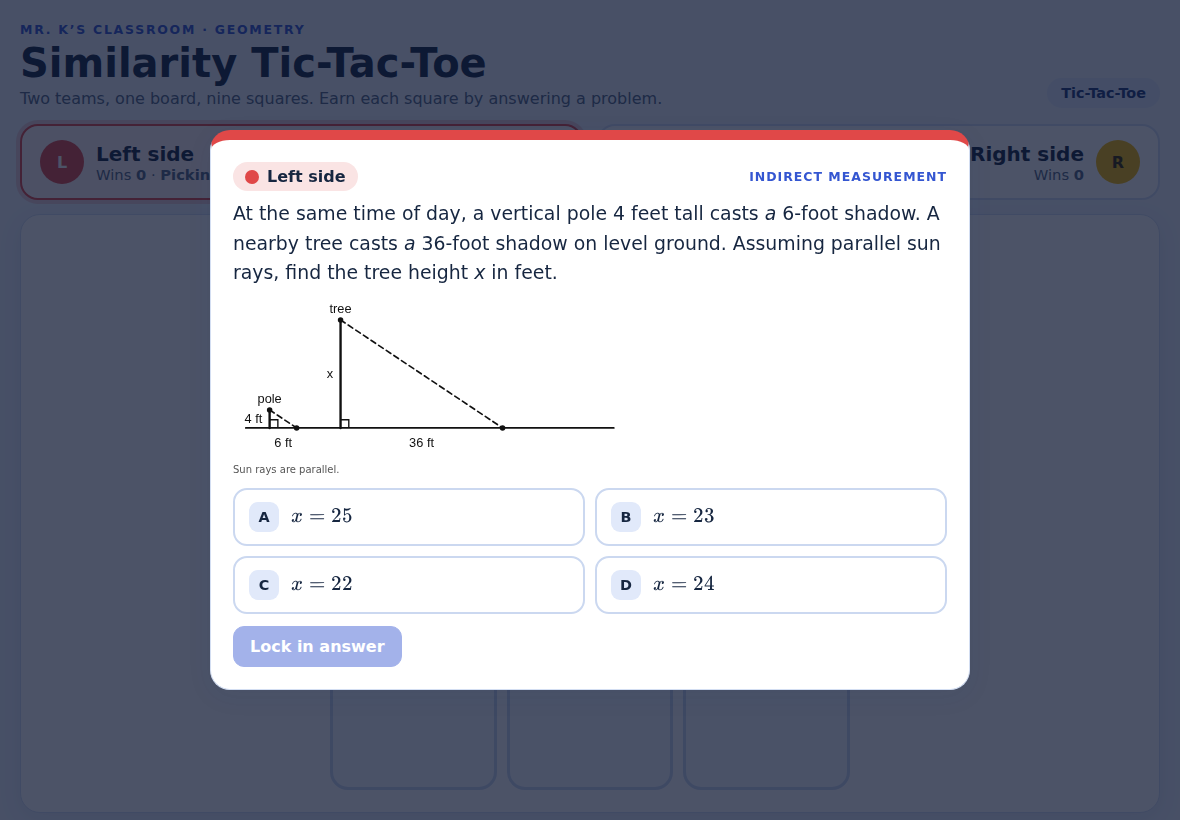 MR. K’S CLASSROOM · GEOMETRY
Similarity Tic-Tac-Toe
Two teams, one board, nine squares. Earn each square by answering a problem.
Tic-Tac-Toe
L
Left side
Wins 0 · Pickin
Right side
Wins 0
R
Left side
INDIRECT MEASUREMENT
At the same time of day, a vertical pole 4 feet tall casts a 6-foot shadow. A
nearby tree casts a 36-foot shadow on level ground. Assuming parallel sun
rays, find the tree height x in feet.
tree
x
pole
4 ft
6 ft
36 ft
Sun rays are parallel.
A x = 25
B x = 23
C x = 22
D x = 24
Lock in answer